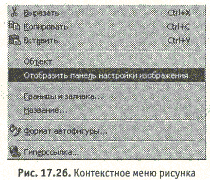 Вырезать Ctrl+X
Копировать Ctrl+C
Вставить Ctrl+V
Объект
Отобразить панель настройки изображения
Границы и заливка...
Название...
Формат автофигуры...
Гиперссылка...
Рис. 17.26. Контекстное меню рисунка